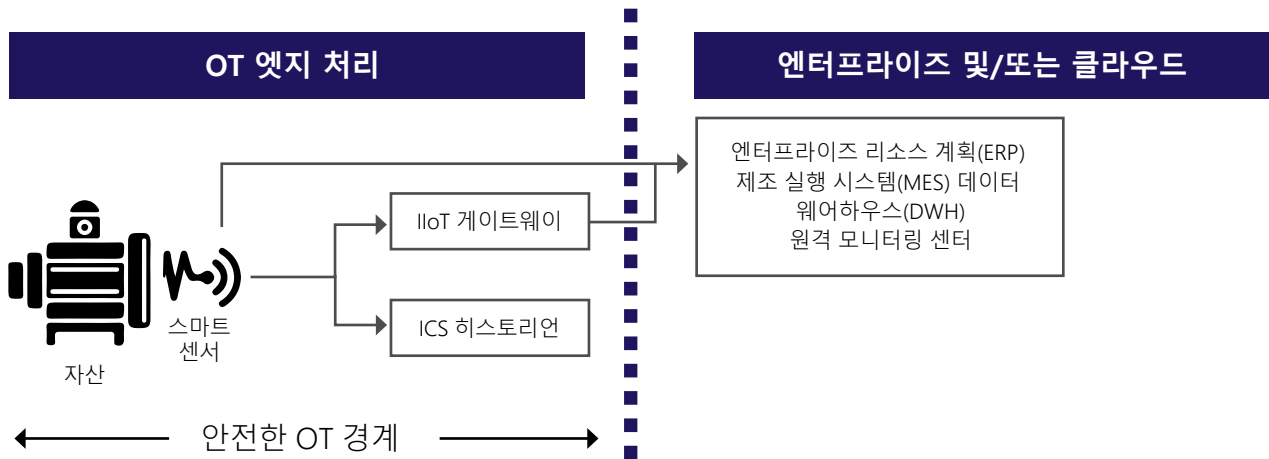 OT 엣지 처리
엔터프라이즈 및/또는 클라우드
엔터프라이즈 리소스 계획(ERP)
제조 실행 시스템(MES) 데이터
웨어하우스(DWH)
원격 모니터링 센터
IIoT 게이트웨이
ICS 히스토리언
스마트
센서
자산
안전한 OT 경계